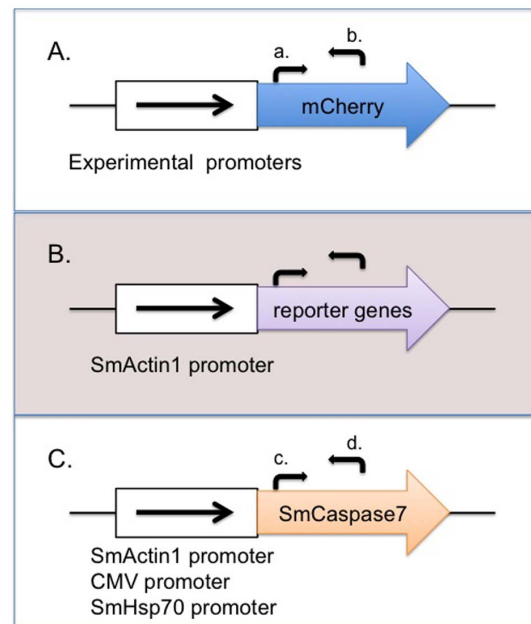 A.
a.
b.
mCherry
Experimental promoters
B.
reporter genes
SmActin1 promoter
C.
c.
d.
SmCaspase7
SmActin1 promoter
CMV promoter
SmHsp70 promoter